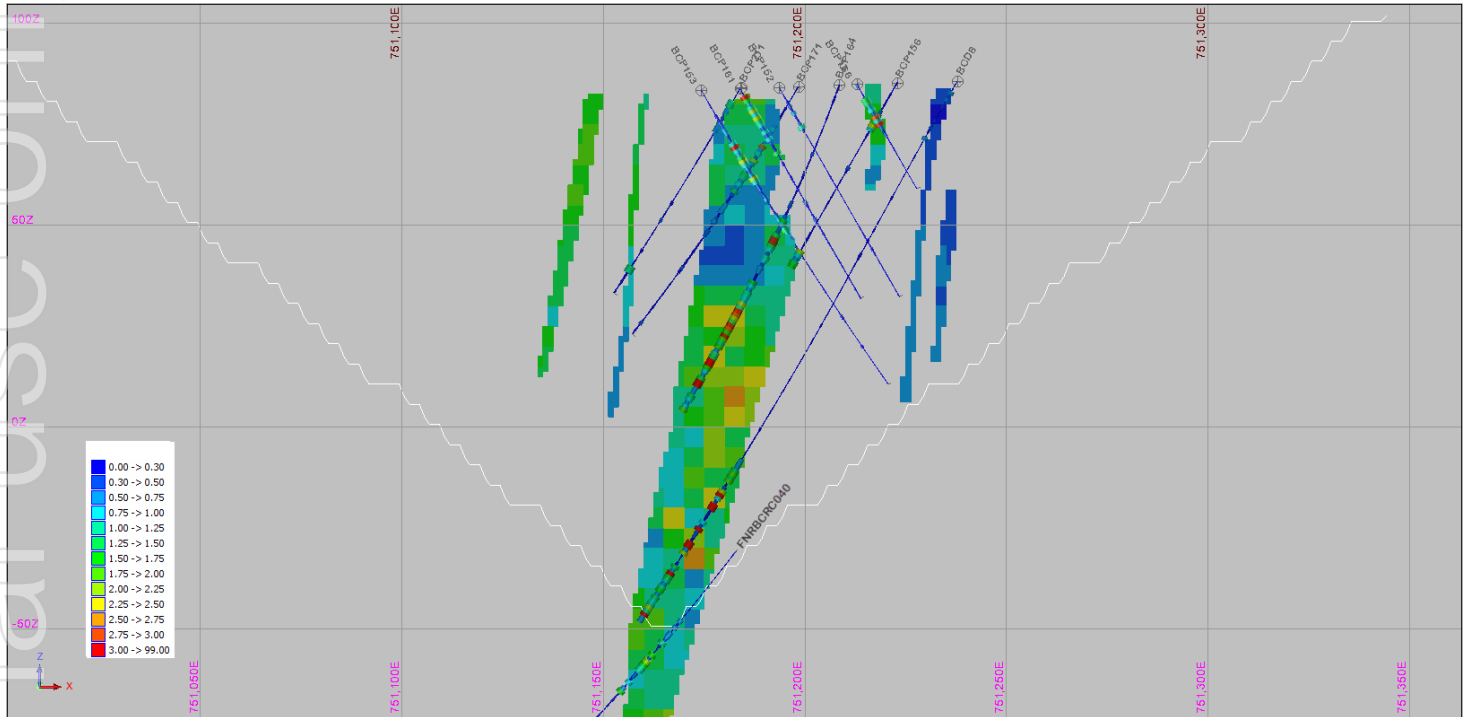 100Z
751,100E
751,200E
751,300E
BCP153
BCP161
BCP152
BCP171
BCP156
BCD8
50Z
0Z
FNRBCRC040
-50Z
0.00 -> 0.30
0.30 -> 0.50
0.50 -> 0.75
0.75 -> 1.00
1.00 -> 1.25
1.25 -> 1.50
1.50 -> 1.75
1.75 -> 2.00
2.00 -> 2.25
2.25 -> 2.50
2.50 -> 2.75
2.75 -> 3.00
3.00 -> 99.00
Z
X
751,050E
751,100E
751,150E
751,200E
751,250E
751,300E
751,350E